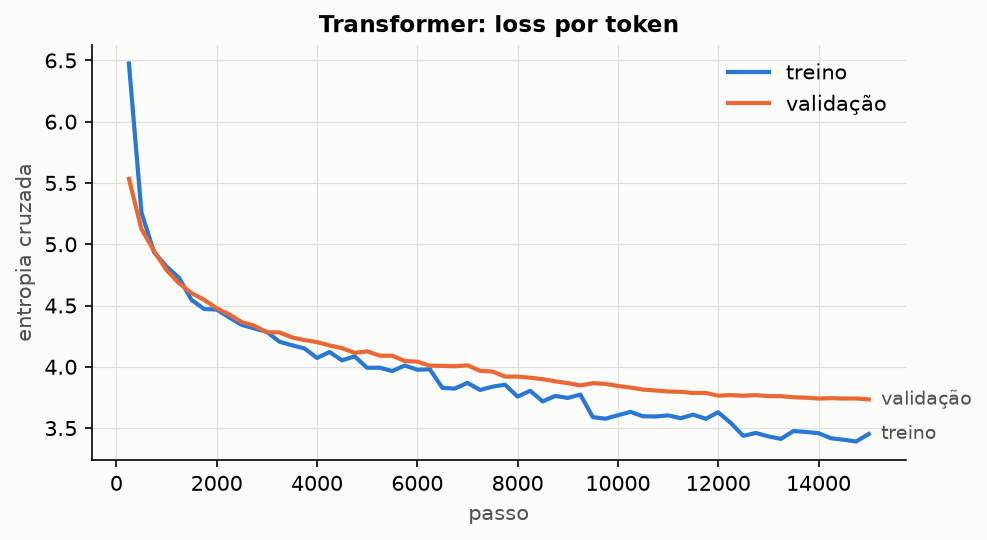 Transformer: loss por token
treino
validação
6.5
6.0
5.5
5.0
4.5
4.0
3.5
entropia cruzada
validação
treino
0 2000 4000 6000 8000 10000 12000 14000
passo